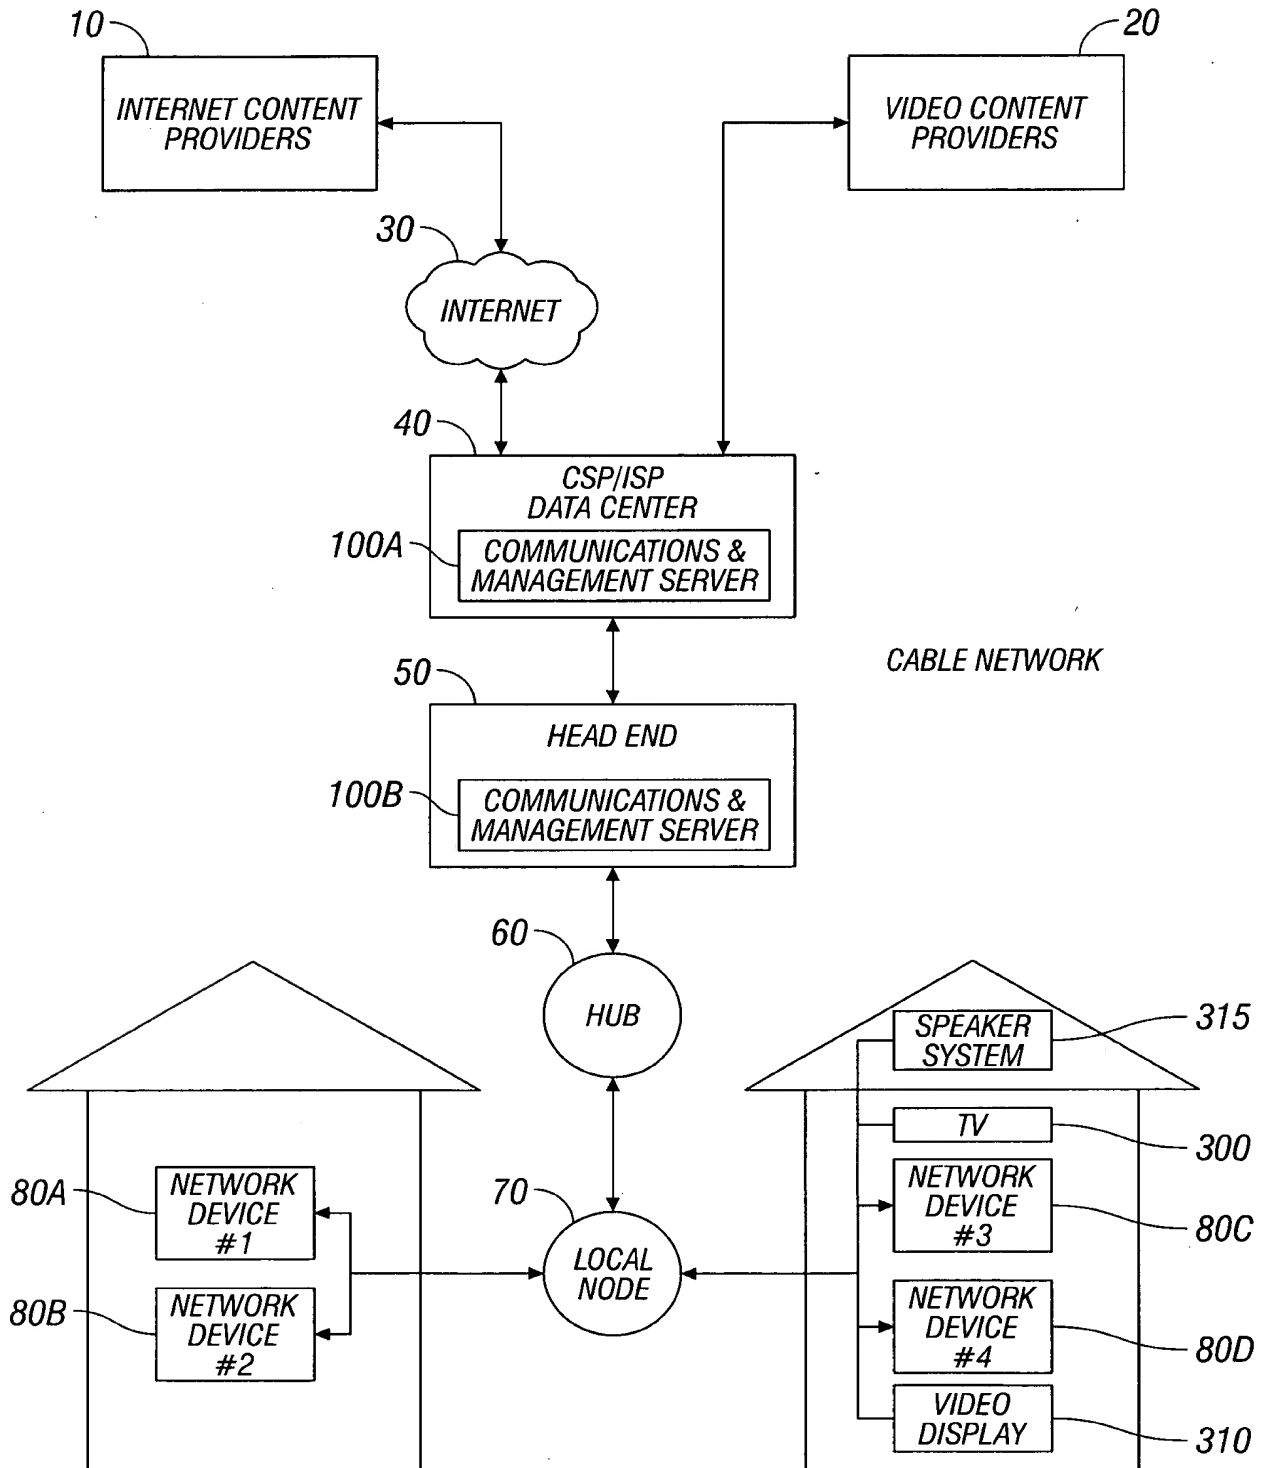 10
20
INTERNET CONTENT
PROVIDERS
VIDEO CONTENT
PROVIDERS
30
INTERNET
40
CSP/ISP
DATA CENTER
100A
COMMUNICATIONS &
MANAGEMENT SERVER
CABLE NETWORK
50
HEAD END
100B
COMMUNICATIONS &
MANAGEMENT SERVER
60
HUB
SPEAKER
SYSTEM
315
TV
300
80A
NETWORK
DEVICE
#1
70
LOCAL
NODE
NETWORK
DEVICE
#3
80C
80B
NETWORK
DEVICE
#2
NETWORK
DEVICE
#4
80D
VIDEO
DISPLAY
310